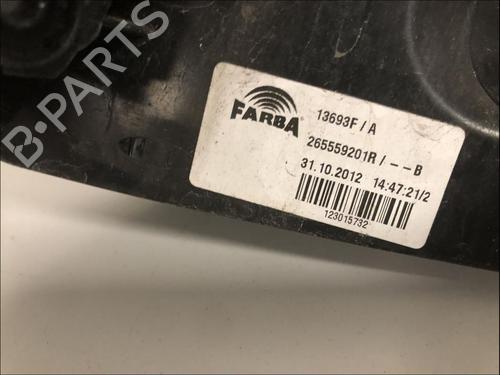 B-PARTS
FARBA
13693F/A
265559201R/--B
31.10.2012 14:47:21/2
123015732